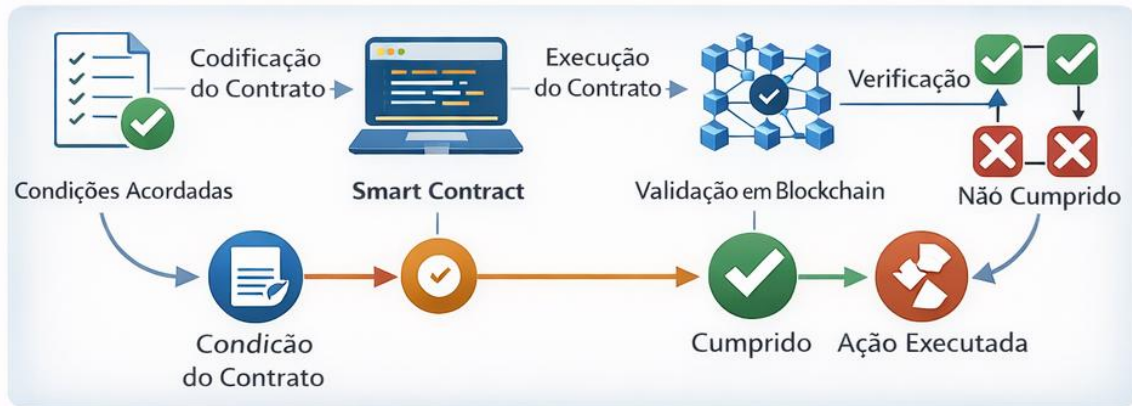 Codificação
do Contrato
Execução
do Contrato
Verificação
Condições Acordadas
Smart Contract
Validação em Blockchain
Náó Cumprido
Condicão
do Contrato
Cumprido
Ação Executada